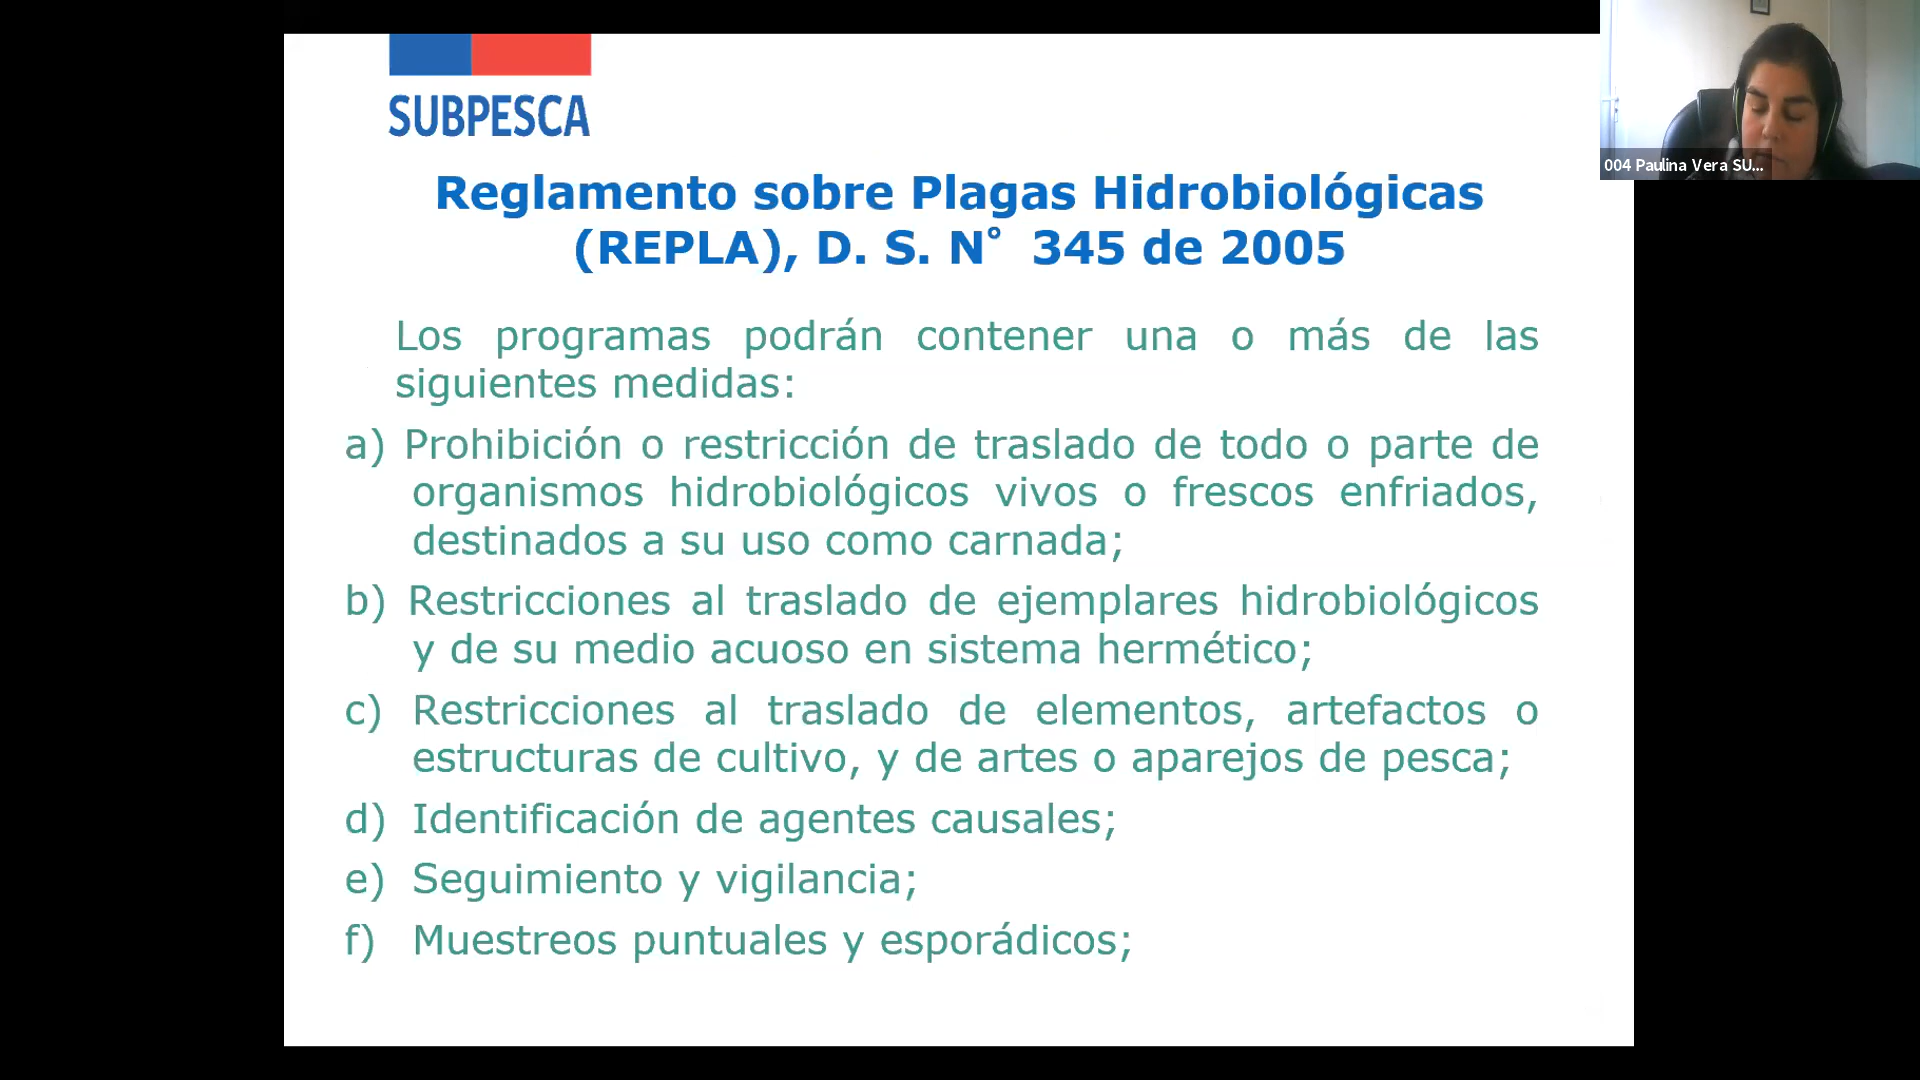 SUBPESCA
004 Paulina Vera SU...
Reglamento sobre Plagas Hidrobiológicas
(REPLA), D. S. N° 345 de 2005
Los programas podrán contener una o más de las
siguientes medidas:
a) Prohibición o restricción de traslado de todo o parte de
organismos hidrobiológicos vivos o frescos enfriados,
destinados a su uso como carnada;
b) Restricciones al traslado de ejemplares hidrobiológicos
y de su medio acuoso en sistema hermético;
c) Restricciones al traslado de elementos, artefactos o
estructuras de cultivo, y de artes o aparejos de pesca;
d) Identificación de agentes causales;
e) Seguimiento y vigilancia;
f) Muestreos puntuales y esporádicos;